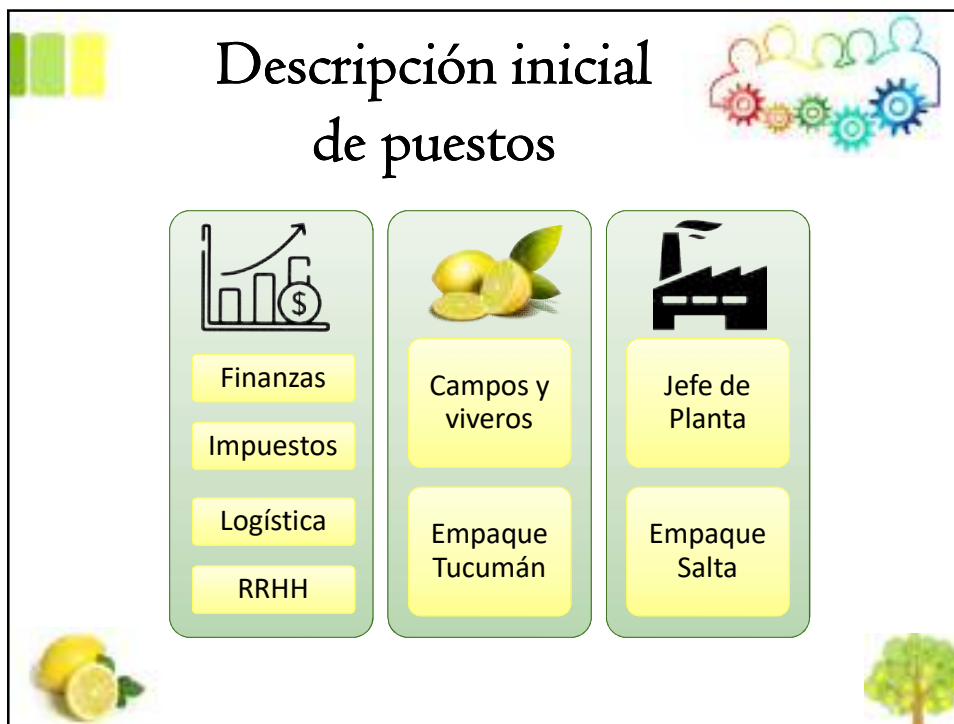 Descripción inicial
de puestos
$
Finanzas
Impuestos
Logística
RRHH
Campos y
viveros
Empaque
Tucumán
Jefe de
Planta
Empaque
Salta